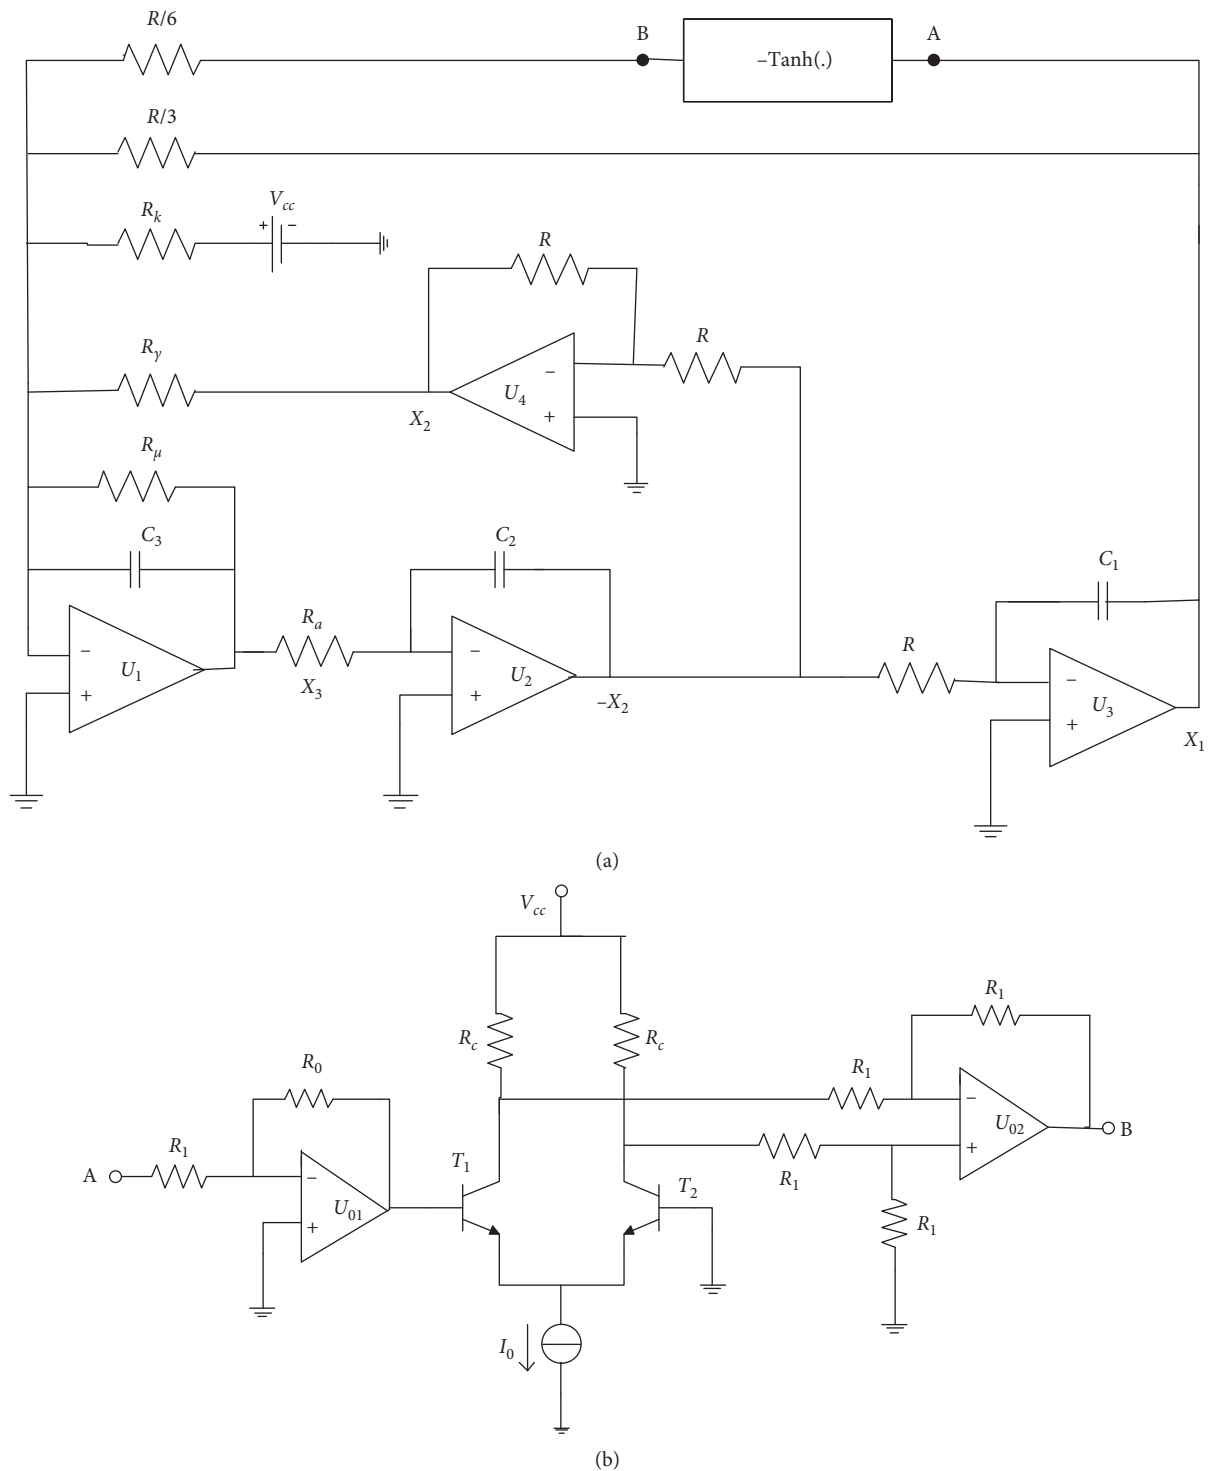 R/6
B
–Tanh(.)
A
R/3
R_k
V_cc
+ −
R
R_γ
X_2
U_4
−
+
R
R_μ
C_3
C_2
C_1
R_a
R
−
U_1
+
X_3
−
U_2
+
–X_2
−
U_3
+
X_1
(a)
V_cc
R_c
R_c
R_1
R_0
R_1
−
U_02
+
B
A
R_1
−
U_01
+
T_1
T_2
R_1
R_1
I_0
(b)